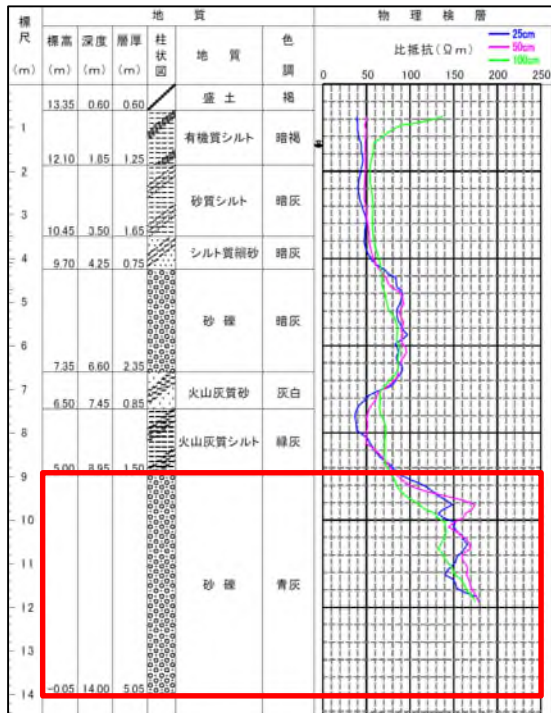 地 質
物 理 検 層
標尺(m)
標高(m)
深度(m)
層厚(m)
柱状図
地 質
色調
25cm
50cm
100cm
比抵抗(Ωm)
0 50 100 150 200 250
13.35 0.60 0.60 盛 土 褐
1
有機質シルト 暗褐
12.10 1.85 1.25
2
砂質シルト 暗灰
3
10.45 3.50 1.65
シルト質細砂 暗灰
4
9.70 4.25 0.75
5
砂 礫 暗灰
6
7.35 6.60 2.35
7
火山灰質砂 灰白
6.50 7.45 0.85
8
火山灰質シルト 緑灰
9
5.00 8.95 1.50
10
11
砂 礫 青灰
12
13
14
-0.05 14.00 5.05